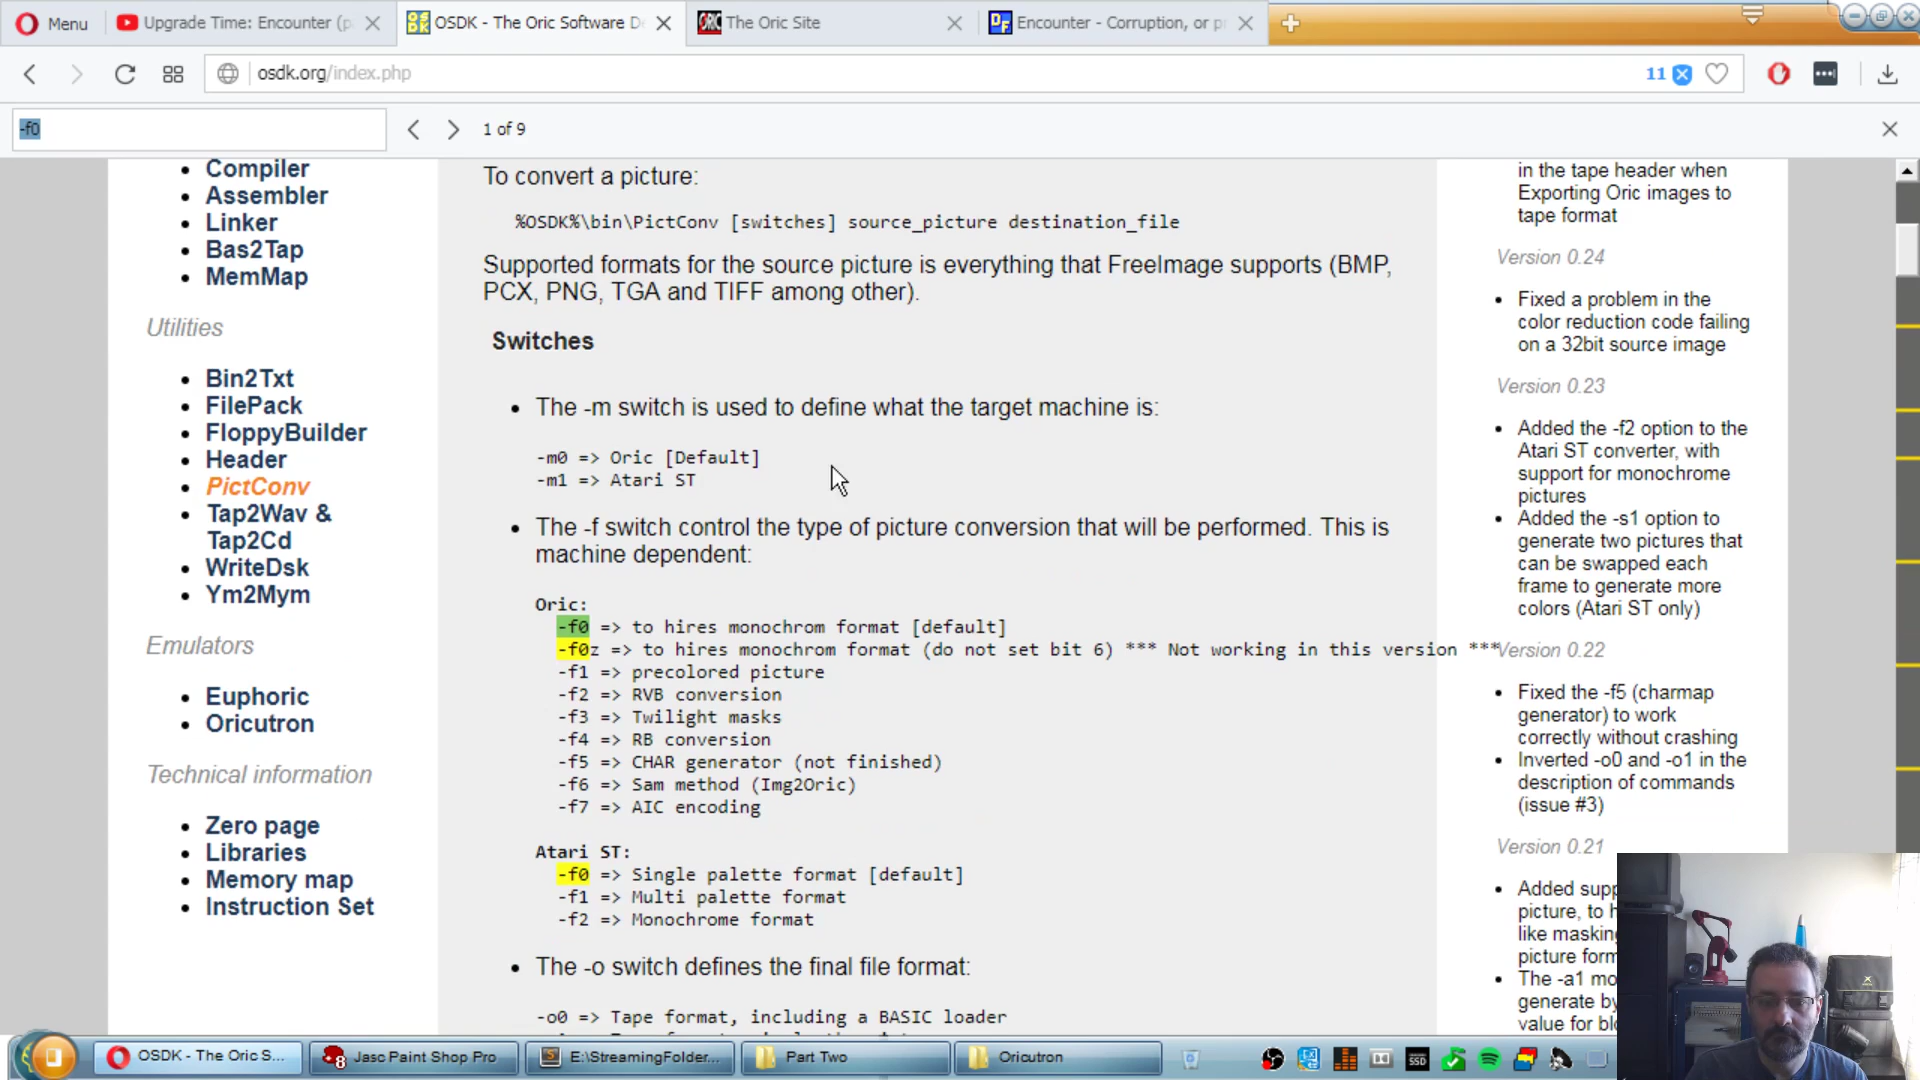 Menu
Upgrade Time: Encounter (p
OSDK - The Oric Software De
The Oric Site
Encounter - Corruption, or pr
osdk.org/index.php
11
-f0
1 of 9
Compiler
Assembler
Linker
Bas2Tap
MemMap
Utilities
Bin2Txt
FilePack
FloppyBuilder
Header
PictConv
Tap2Wav &
Tap2Cd
WriteDsk
Ym2Mym
Emulators
Euphoric
Oricutron
Technical information
Zero page
Libraries
Memory map
Instruction Set
To convert a picture:
%OSDK%\bin\PictConv [switches] source_picture destination_file
Supported formats for the source picture is everything that FreeImage supports (BMP,
PCX, PNG, TGA and TIFF among other).
Switches
The -m switch is used to define what the target machine is:
-m0 => Oric [Default]
-m1 => Atari ST
The -f switch control the type of picture conversion that will be performed. This is
machine dependent:
Oric:
-f0 => to hires monochrom format [default]
-f0z => to hires monochrom format (do not set bit 6) *** Not working in this version ***
-f1 => precolored picture
-f2 => RVB conversion
-f3 => Twilight masks
-f4 => RB conversion
-f5 => CHAR generator (not finished)
-f6 => Sam method (Img2Oric)
-f7 => AIC encoding
Atari ST:
-f0 => Single palette format [default]
-f1 => Multi palette format
-f2 => Monochrome format
The -o switch defines the final file format:
-o0 => Tape format, including a BASIC loader
in the tape header when
Exporting Oric images to
tape format
Version 0.24
Fixed a problem in the
color reduction code failing
on a 32bit source image
Version 0.23
Added the -f2 option to the
Atari ST converter, with
support for monochrome
pictures
Added the -s1 option to
generate two pictures that
can be swapped each
frame to generate more
colors (Atari ST only)
Version 0.22
Fixed the -f5 (charmap
generator) to work
correctly without crashing
Inverted -o0 and -o1 in the
description of commands
(issue #3)
Version 0.21
Added supp
picture, to h
like masking
picture form
The -a1 mo
generate by
value for blo
OSDK - The Oric S...
Jasc Paint Shop Pro
E:\StreamingFolder...
Part Two
Oricutron
SSD